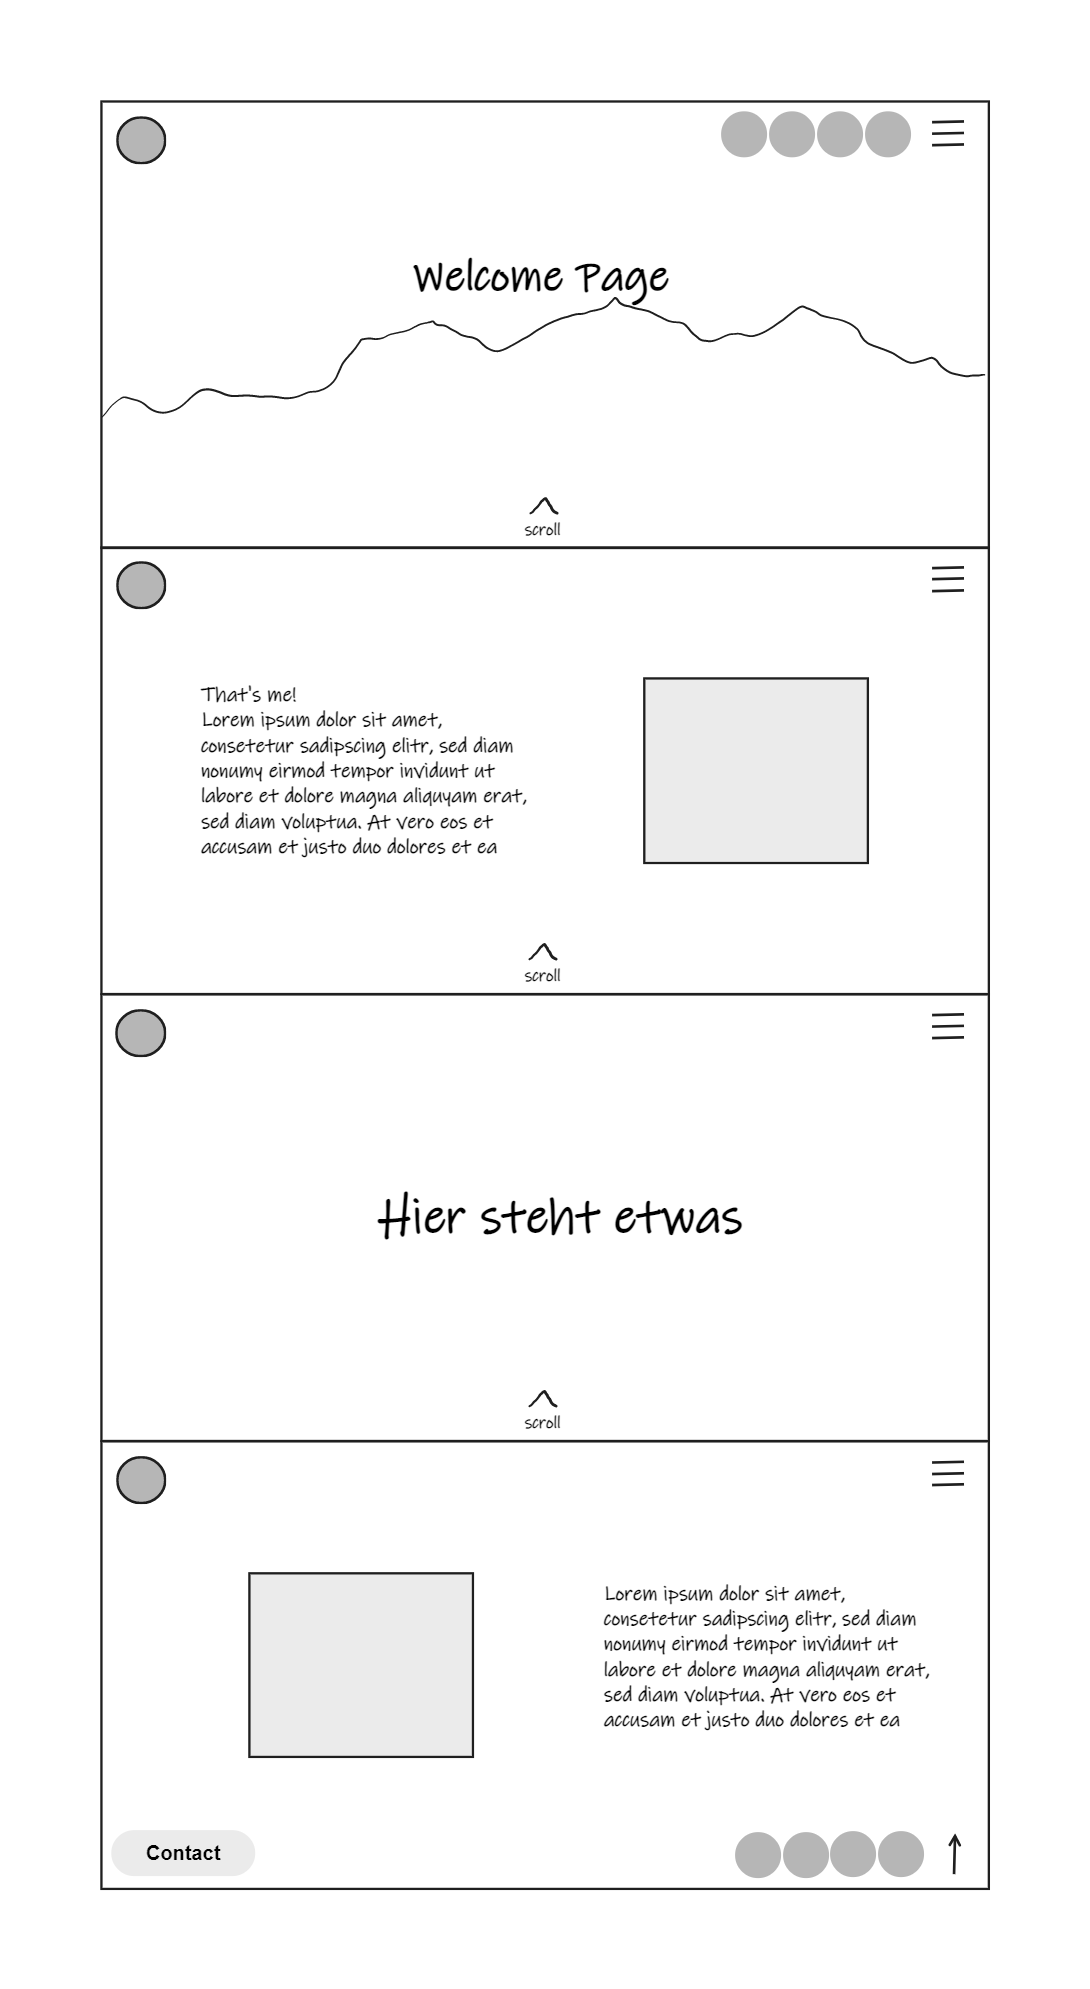 Welcome Page
scroll
That's me!
Lorem ipsum dolor sit amet,
consetetur sadipscing elitr, sed diam
nonumy eirmod tempor invidunt ut
labore et dolore magna aliquyam erat,
sed diam voluptua. At vero eos et
accusam et justo duo dolores et ea
scroll
Hier steht etwas
scroll
Lorem ipsum dolor sit amet,
consetetur sadipscing elitr, sed diam
nonumy eirmod tempor invidunt ut
labore et dolore magna aliquyam erat,
sed diam voluptua. At vero eos et
accusam et justo duo dolores et ea
Contact